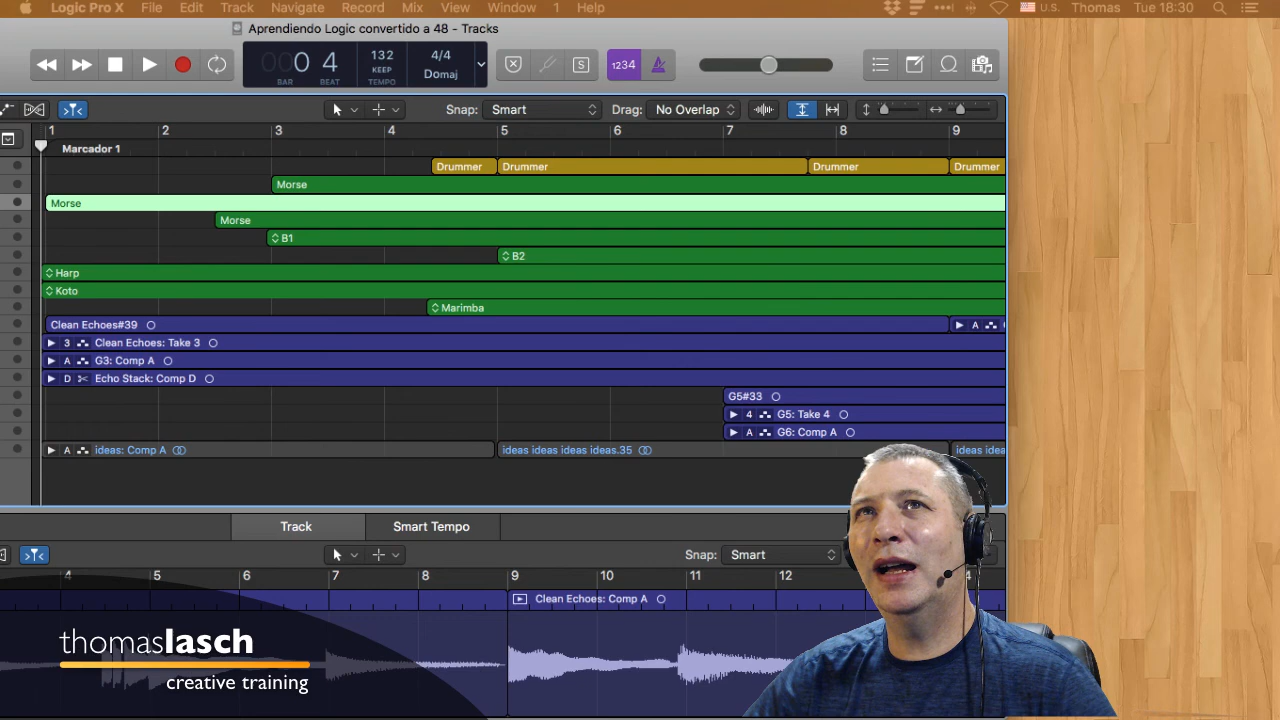 Logic Pro X File Edit Track Navigate Record Mix View Window 1 Help U.S. Thomas Tue 18:30
Aprendiendo Logic convertido a 48 - Tracks
0 4 132 4/4
KEEP Domaj
BAR BEAT TEMPO
S 1234
Snap: Smart Drag: No Overlap
1 2 3 4 5 6 7 8 9
Marcador 1
Drummer Drummer Drummer Drummer
Morse
Morse
Morse
B1
B2
Harp
Koto
Marimba
Clean Echoes#39 A
3 Clean Echoes: Take 3
A G3: Comp A
D Echo Stack: Comp D
G5#33
4 G5: Take 4
A G6: Comp A
A ideas: Comp A ideas ideas ideas ideas.35 ideas ideas
Track Smart Tempo
Snap: Smart
4 5 6 7 8 9 10 11 12
Clean Echoes: Comp A
thomaslasch
creative training